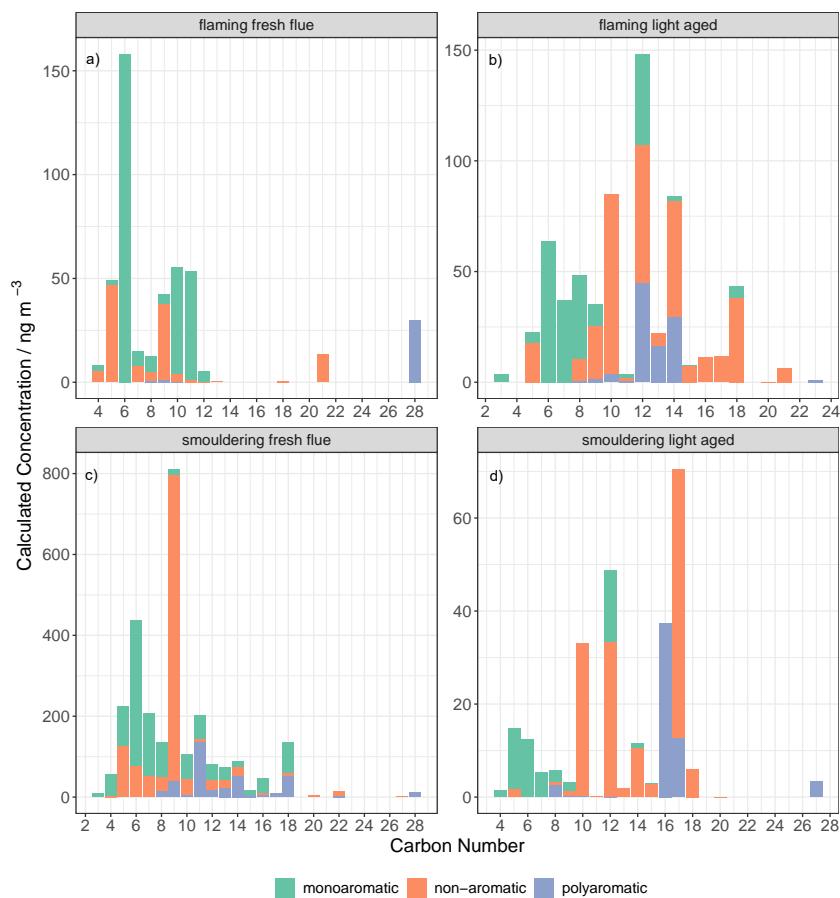 flaming fresh flue
flaming light aged
a)
b)
150
100
50
0
4 6 8 10 12 14 16 18 20 22 24 26 28
150
100
50
0
2 4 6 8 10 12 14 16 18 20 22 24
smouldering fresh flue
smouldering light aged
c)
d)
800
600
400
300
200
100
0
2 4 6 8 10 12 14 16 18 20 22 24 26 28
60
40
20
0
4 6 8 10 12 14 16 18 20 22 24 26 28
Calculated Concentration / ng m⁻³
Carbon Number
monoaromatic non−aromatic polyaromatic